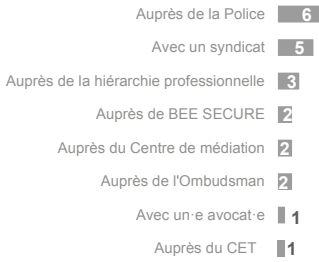 Auprès de la Police 6
Avec un syndicat 5
Auprès de la hiérarchie professionnelle 3
Auprès de BEE SECURE 2
Auprès du Centre de médiation 2
Auprès de l'Ombudsman 2
Avec un·e avocat·e 1
Auprès du CET 1